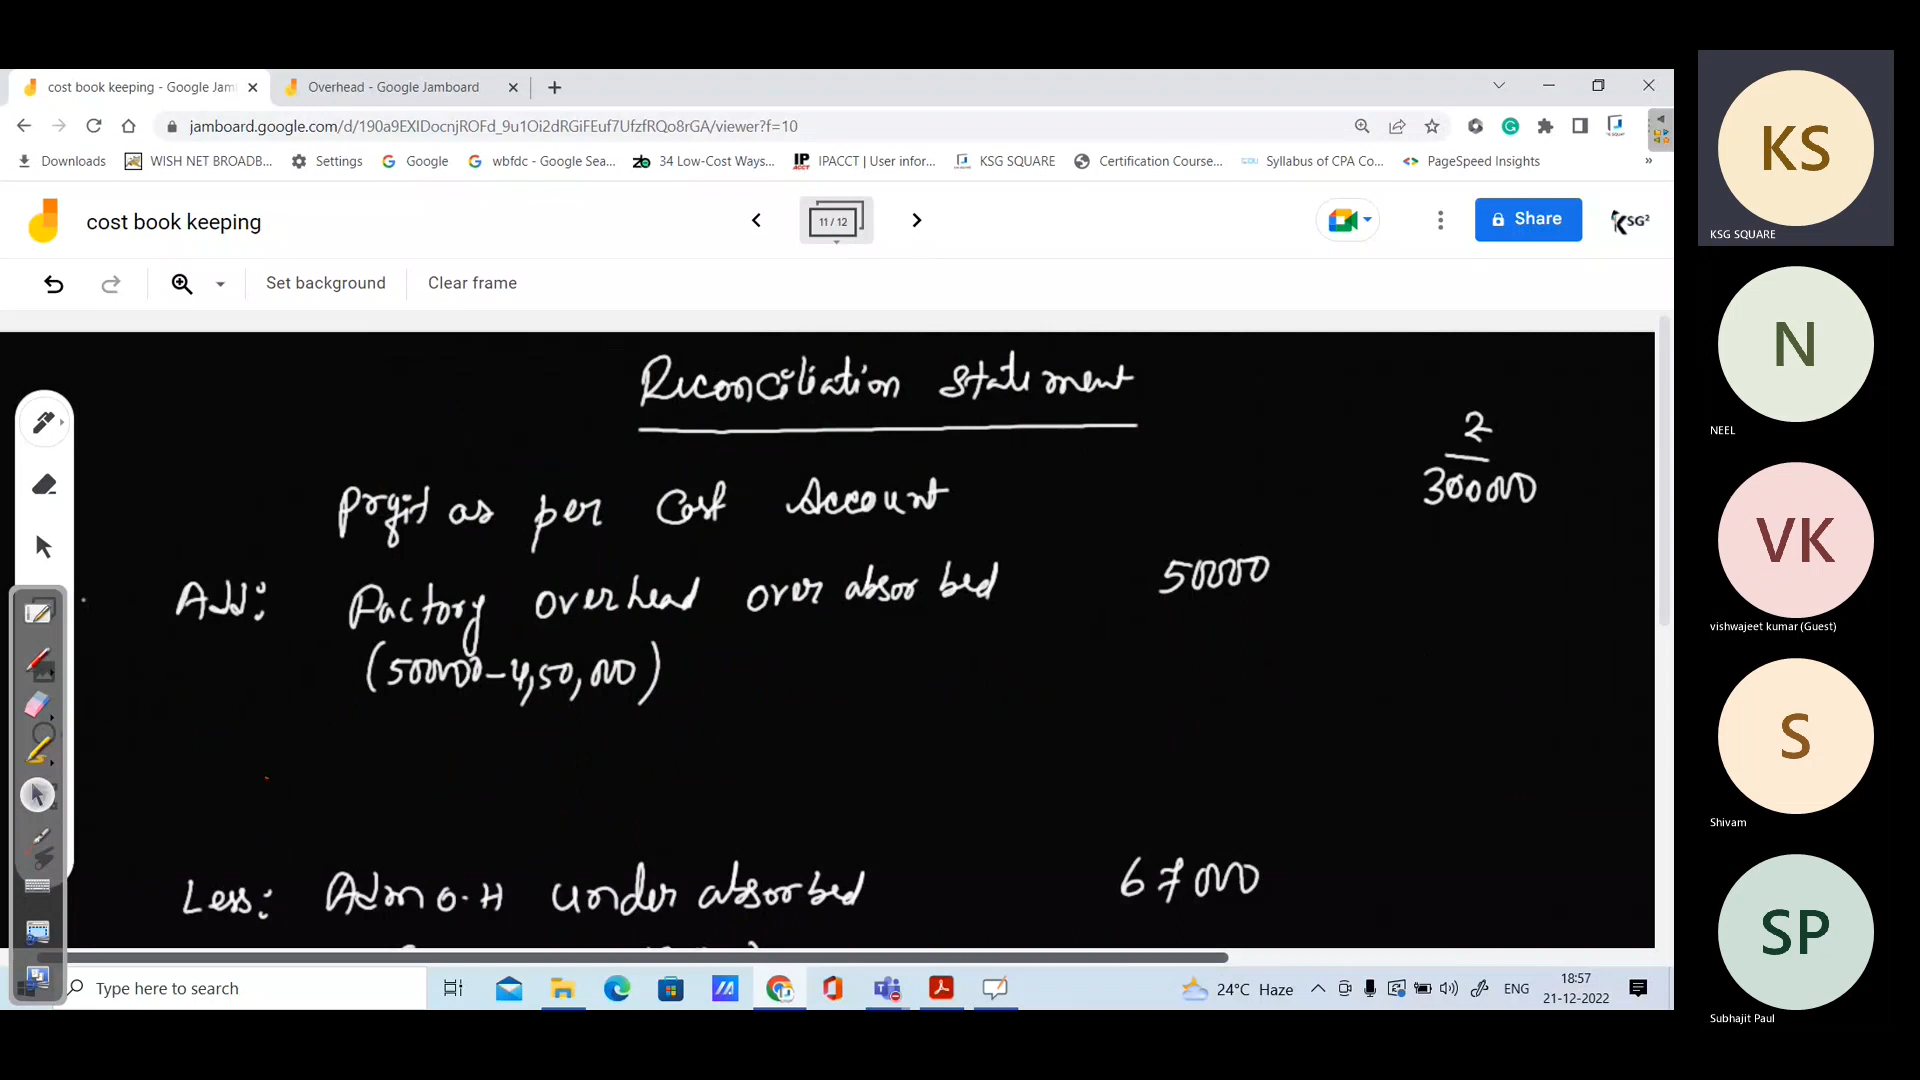 cost book keeping - Google Jam
Overhead - Google Jamboard
jamboard.google.com/d/190a9EXIDocnjROFd_9u1Oi2dRGiFEuf7UfzfRQo8rGA/viewer?f=10
Downloads
WISH NET BROADB...
Settings
Google
wbfdc - Google Sea...
34 Low-Cost Ways...
IPACCT | User infor...
KSG SQUARE
Certification Course...
Syllabus of CPA Co...
PageSpeed Insights
»
cost book keeping
11 / 12
Share
KSG²
Set background
Clear frame
Reconciliation Statement
2
Profit as per Cost Account 300000
Add: Factory overhead over absorbed 50000
(500000-4,50,000)
Less: Adm O.H under absorbed 67000
Type here to search
24°C Haze
ENG
18:57
21-12-2022
KS
KSG SQUARE
N
NEEL
VK
vishwajeet kumar (Guest)
S
Shivam
SP
Subhajit Paul